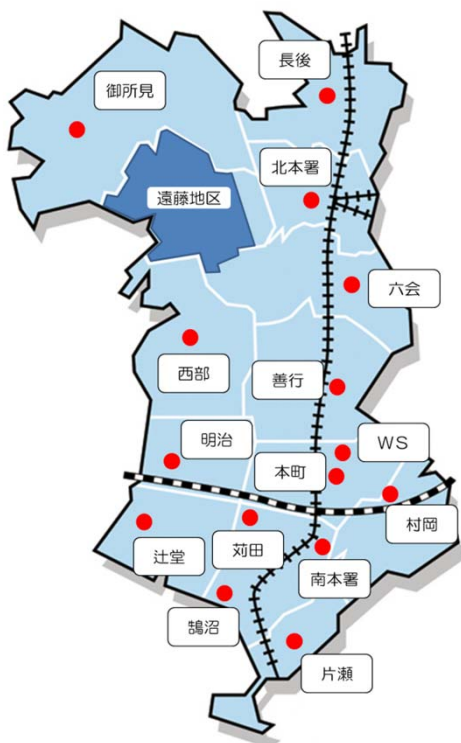 長後
御所見
北本署
遠藤地区
六会
西部
善行
明治
WS
本町
村岡
辻堂
苅田
南本署
鵠沼
片瀬